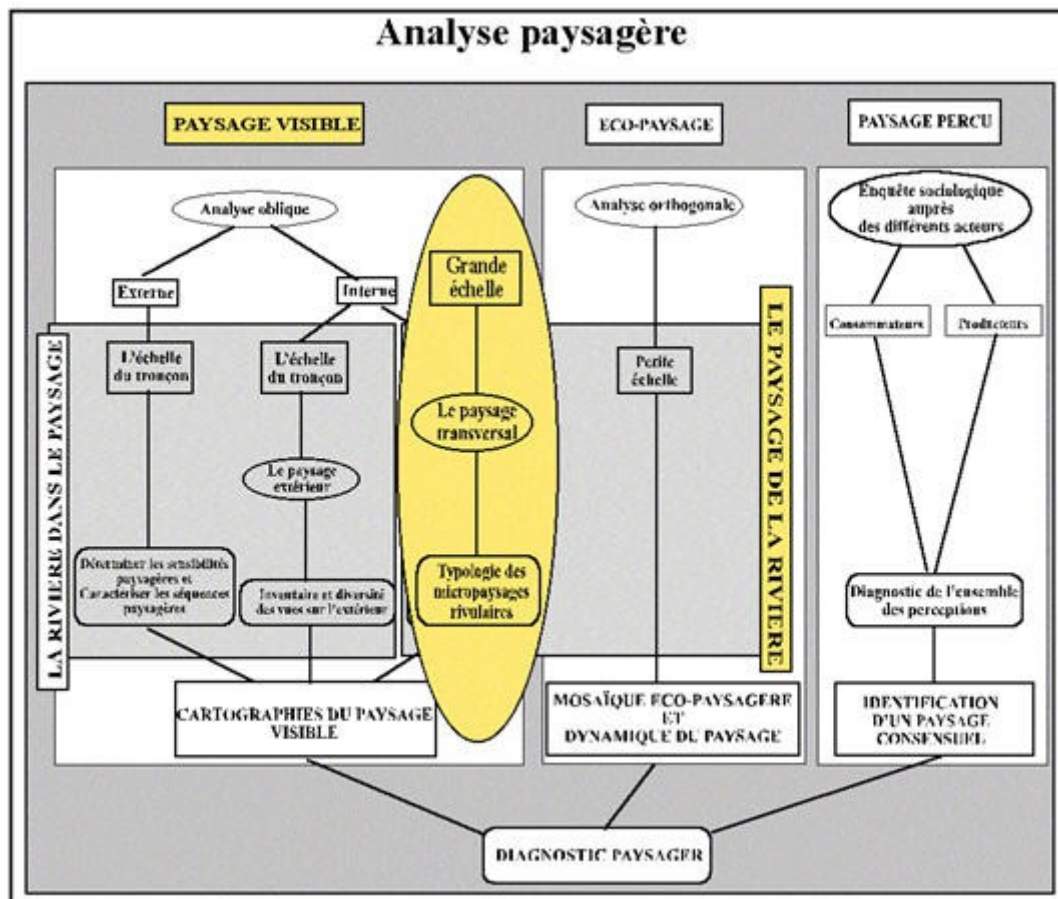 Analyse paysagère
PAYSAGE VISIBLE
ECO-PAYSAGE
PAYSAGE PERCU
Analyse oblique
Externe
Interne
LA RIVIERE DANS LE PAYSAGE
L'échelle
du tronçon
L'échelle
du tronçon
Le paysage
extérieur
Déterminer les sensibilités
paysagères et
Caractériser les séquences
paysagères
Inventaire et diversité
des vues sur l'extérieur
Grande
échelle
Le paysage
transversal
Typologie des
micropaysages
rivulaires
CARTOGRAPHIES DU PAYSAGE
VISIBLE
Analyse orthogonale
Petite
échelle
LE PAYSAGE DE LA RIVIERE
MOSAÏQUE ECO-PAYSAGERE
ET
DYNAMIQUE DU PAYSAGE
Enquête sociologique
auprès
des différents acteurs
Consommateurs
Producteurs
Diagnostic de l'ensemble
des perceptions
IDENTIFICATION
D'UN PAYSAGE
CONSENSUEL
DIAGNOSTIC PAYSAGER